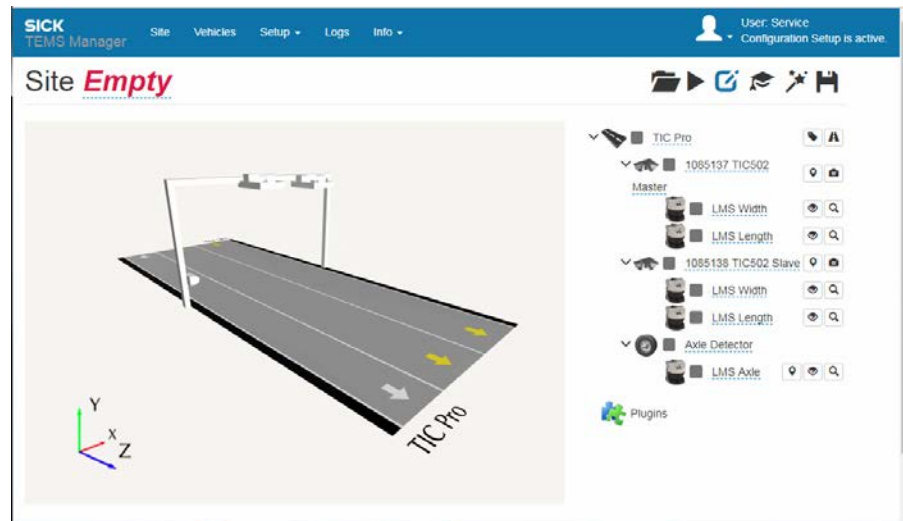 SICK
TEMS Manager
Site Vehicles Setup Logs Info
User: Service
Configuration Setup is active.
Site Empty
TIC Pro
1085137 TIC502
Master
LMS Width
LMS Length
1085138 TIC502 Slave
LMS Width
LMS Length
Axle Detector
LMS Axle
Plugins
TIC Pro
Y
X
Z